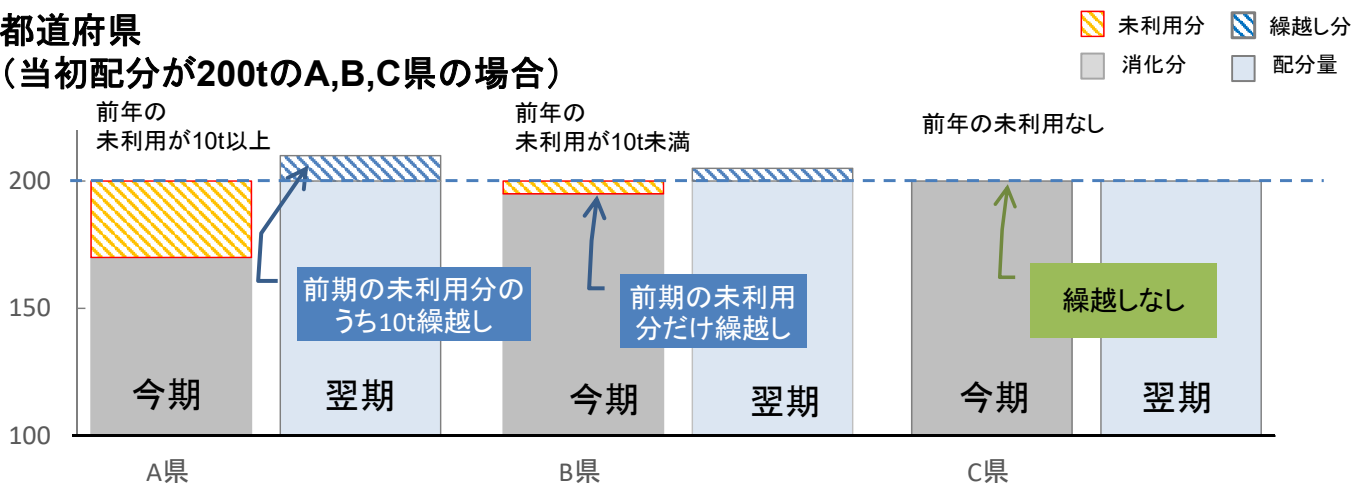 都道府県
（当初配分が200tのA,B,C県の場合）
未利用分
繰越し分
消化分
配分量
前年の
未利用が10t以上
前年の
未利用が10t未満
前年の未利用なし
200
150
100
前期の未利用分の
うち10t繰越し
前期の未利用
分だけ繰越し
繰越しなし
今期
翌期
今期
翌期
今期
翌期
A県
B県
C県